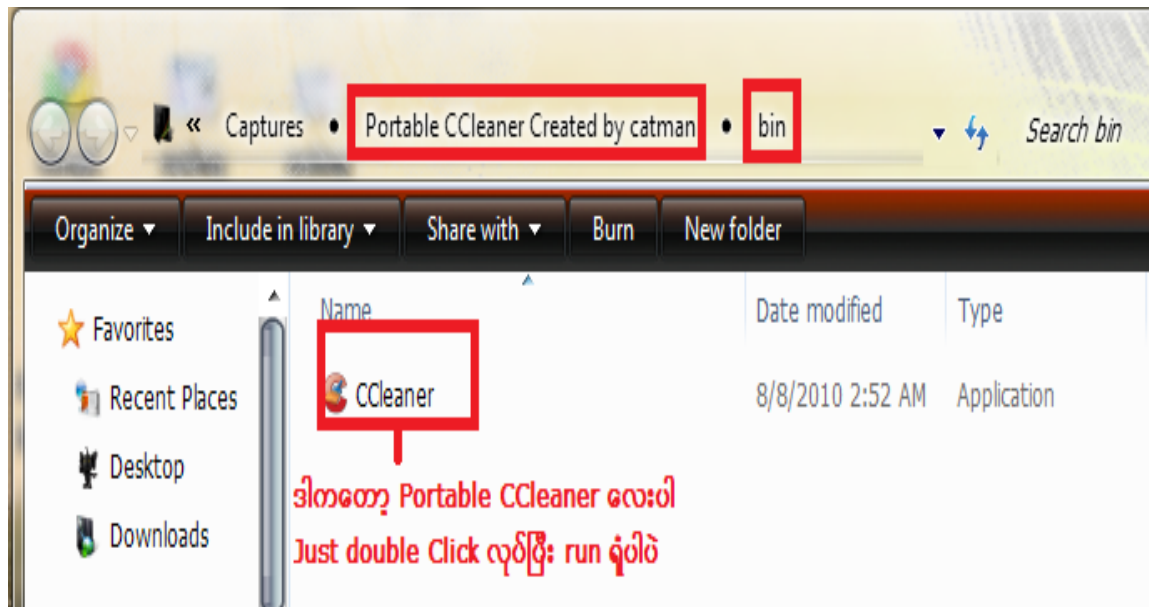 « Captures • Portable CCleaner Created by catman • bin Search bin
Organize Include in library Share with Burn New folder
Name Date modified Type
Favorites
Recent Places
CCleaner 8/8/2010 2:52 AM Application
Desktop
Downloads
ဒါကတော့ Portable CCleaner လေးပါ
Just double Click လုပ်ပြီး run ရုံပါပဲ